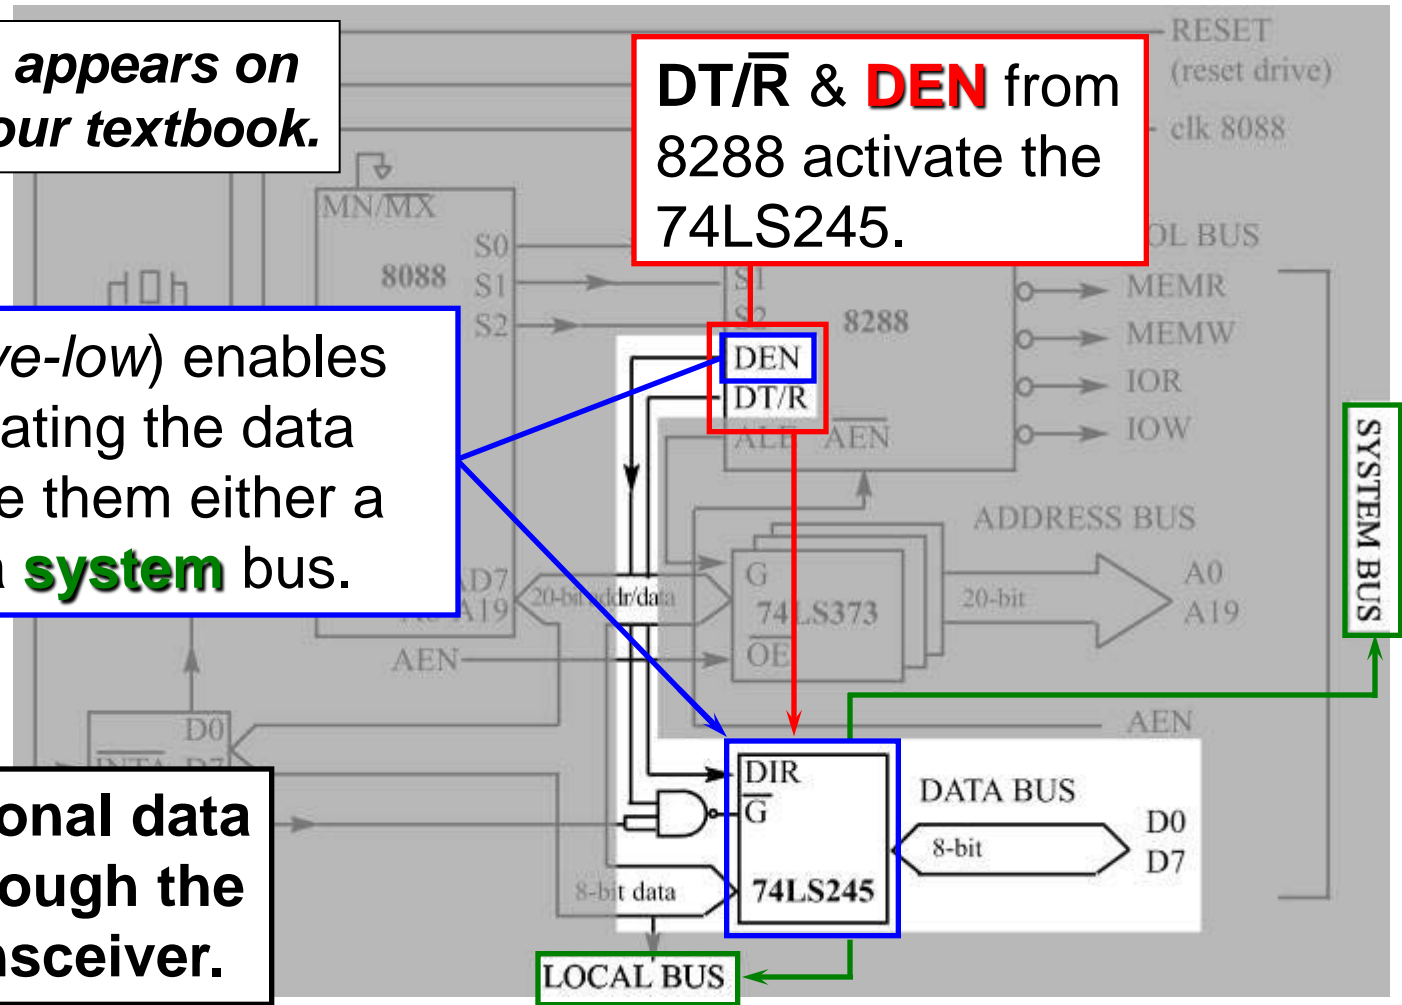 appears on
our textbook.
DT/R̅ & DEN from
8288 activate the
74LS245.
RESET
(reset drive)
clk 8088
MN/M̅X̅
8088
S0
S1
S2
S1
S2
8288
DEN
DT/R̅
ALE
A̅E̅N̅
OL BUS
MEMR
MEMW
IOR
IOW
ve-low) enables
ating the data
e them either a
a system bus.
SYSTEM BUS
AD7
A19
20-bit addr/data
G
74LS373
O̅E̅
ADDRESS BUS
20-bit
A0
A19
AEN
AEN
D0
D7
onal data
ough the
nsceiver.
DIR
G̅
74LS245
8-bit data
DATA BUS
8-bit
D0
D7
LOCAL BUS